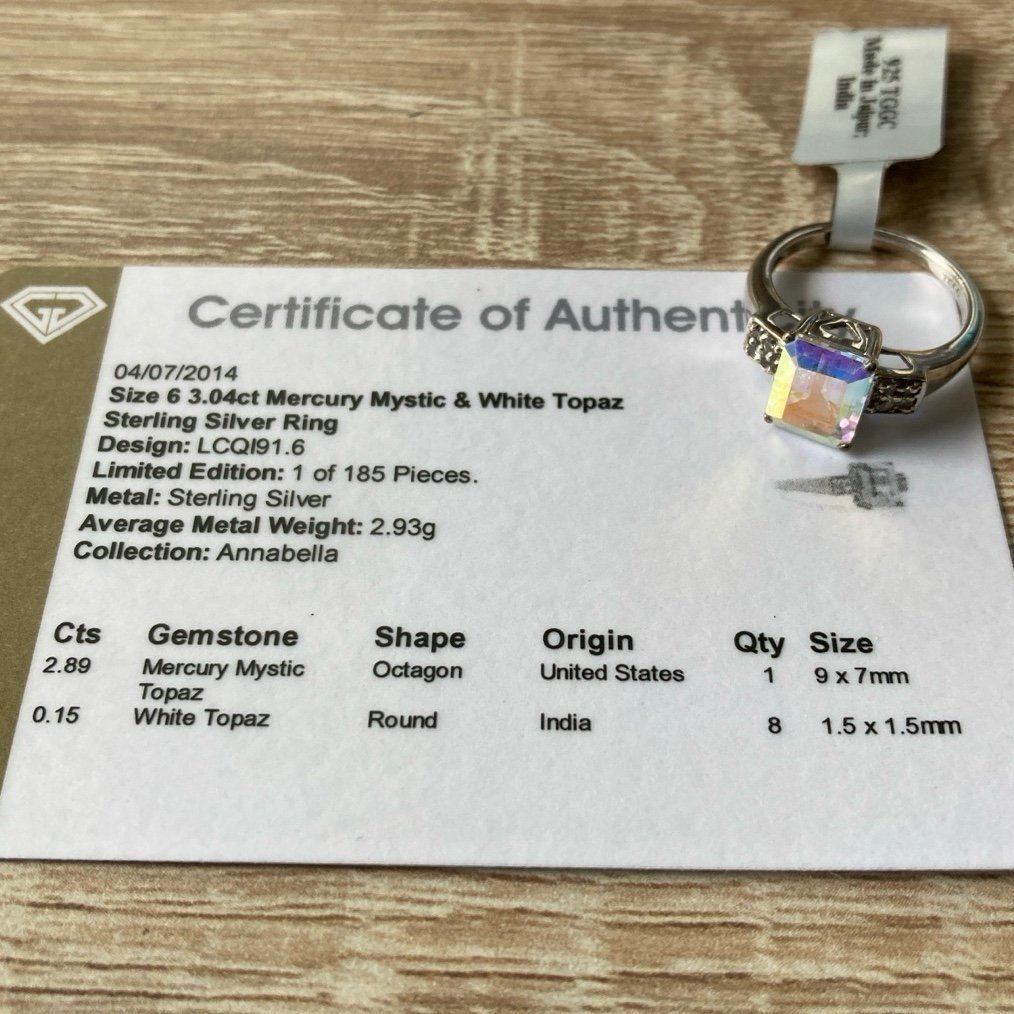 925 TGGC
Made in Jaipur,
India
Certificate of Authenticity
04/07/2014
Size 6 3.04ct Mercury Mystic & White Topaz
Sterling Silver Ring
Design: LCQI91.6
Limited Edition: 1 of 185 Pieces.
Metal: Sterling Silver
Average Metal Weight: 2.93g
Collection: Annabella
Cts Gemstone Shape Origin Qty Size
2.89 Mercury Mystic Octagon United States 1 9 x 7mm
Topaz
0.15 White Topaz Round India 8 1.5 x 1.5mm